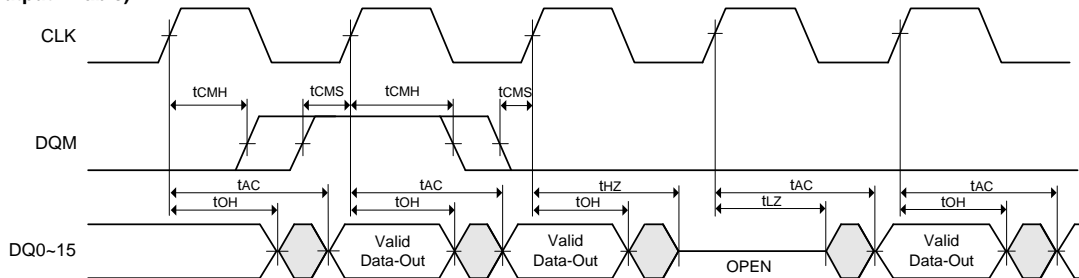 CLK
tCMH tCMS tCMH tCMS
DQM
tAC tAC tHZ tAC tAC
tOH tOH tOH tLZ tOH
DQ0~15 Valid Data-Out Valid Data-Out OPEN Valid Data-Out